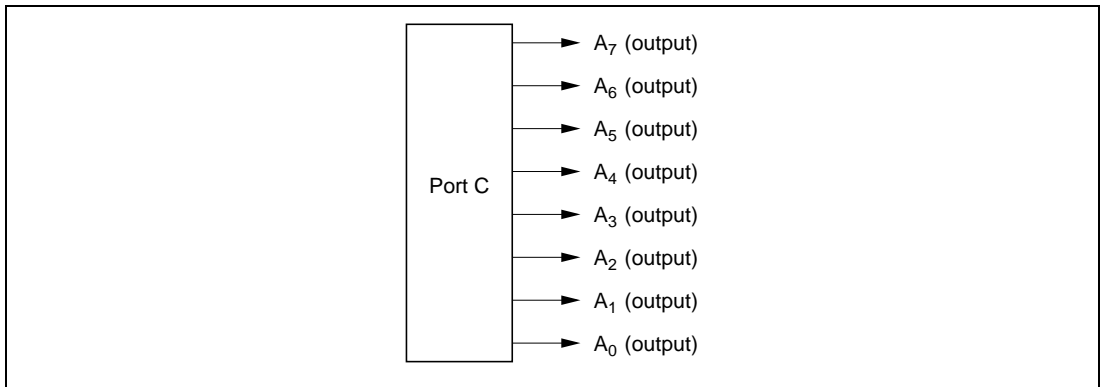 A₇ (output)
A₆ (output)
A₅ (output)
A₄ (output)
Port C
A₃ (output)
A₂ (output)
A₁ (output)
A₀ (output)